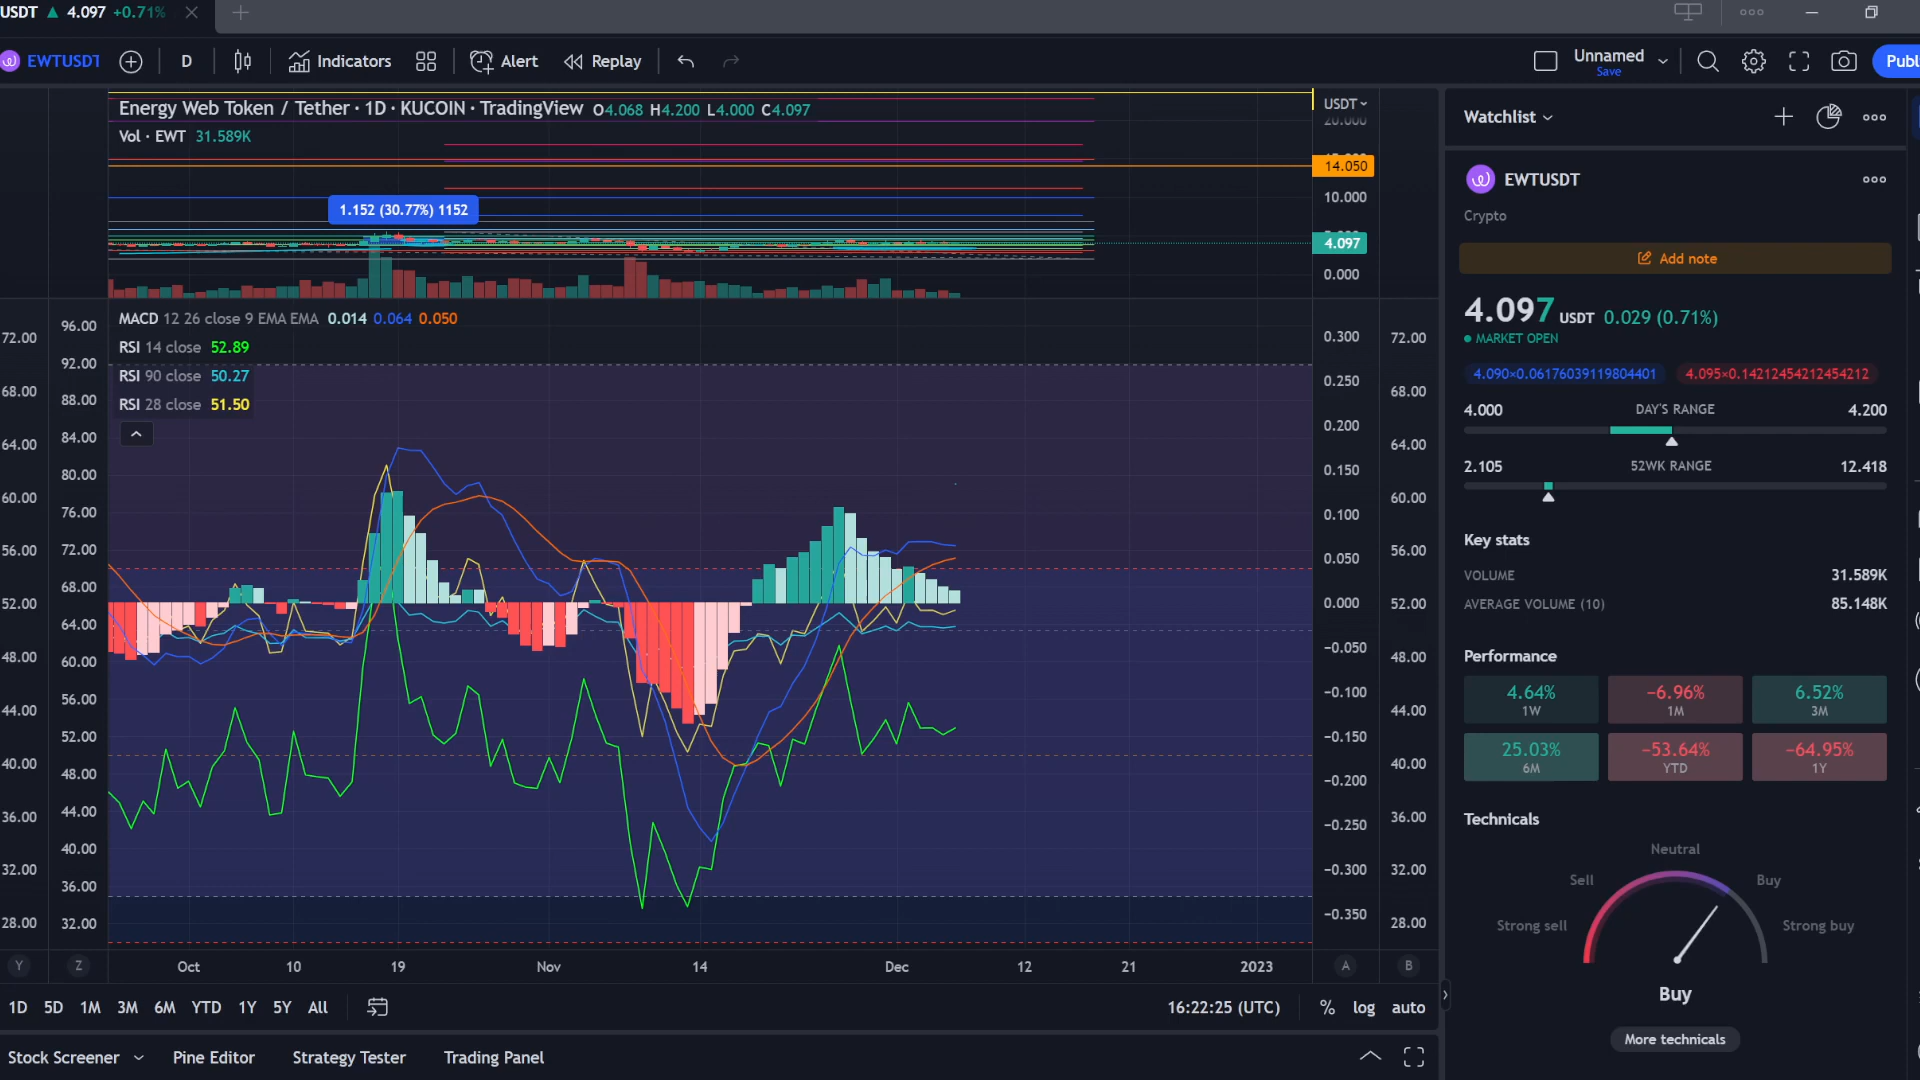 USDT ▲ 4.097 +0.71%
EWTUSDT D Indicators Alert Replay Unnamed Save Publ
Energy Web Token / Tether · 1D · KUCOIN · TradingView O4.068 H4.200 L4.000 C4.097
Vol · EWT 31.589K
1.152 (30.77%) 1152
USDT
20.000
14.050
10.000
4.097
0.000
MACD 12 26 close 9 EMA EMA 0.014 0.064 0.050
RSI 14 close 52.89
RSI 90 close 50.27
RSI 28 close 51.50
72.00
68.00
64.00
60.00
56.00
52.00
48.00
44.00
40.00
36.00
32.00
28.00
96.00
92.00
88.00
84.00
80.00
76.00
72.00
68.00
64.00
60.00
56.00
52.00
48.00
44.00
40.00
36.00
32.00
0.300
0.250
0.200
0.150
0.100
0.050
0.000
−0.050
−0.100
−0.150
−0.200
−0.250
−0.300
−0.350
72.00
68.00
64.00
60.00
56.00
52.00
48.00
44.00
40.00
36.00
32.00
28.00
Y Z Oct 10 19 Nov 14 Dec 12 21 2023 A B
1D 5D 1M 3M 6M YTD 1Y 5Y All 16:22:25 (UTC) % log auto
Stock Screener Pine Editor Strategy Tester Trading Panel
Watchlist
EWTUSDT
Crypto
Add note
4.097 USDT 0.029 (0.71%)
MARKET OPEN
4.090×0.06176039119804401 4.095×0.14212454212454212
4.000 DAY'S RANGE 4.200
2.105 52WK RANGE 12.418
Key stats
VOLUME 31.589K
AVERAGE VOLUME (10) 85.148K
Performance
4.64% −6.96% 6.52%
1W 1M 3M
25.03% −53.64% −64.95%
6M YTD 1Y
Technicals
Neutral
Sell Buy
Strong sell Strong buy
Buy
More technicals